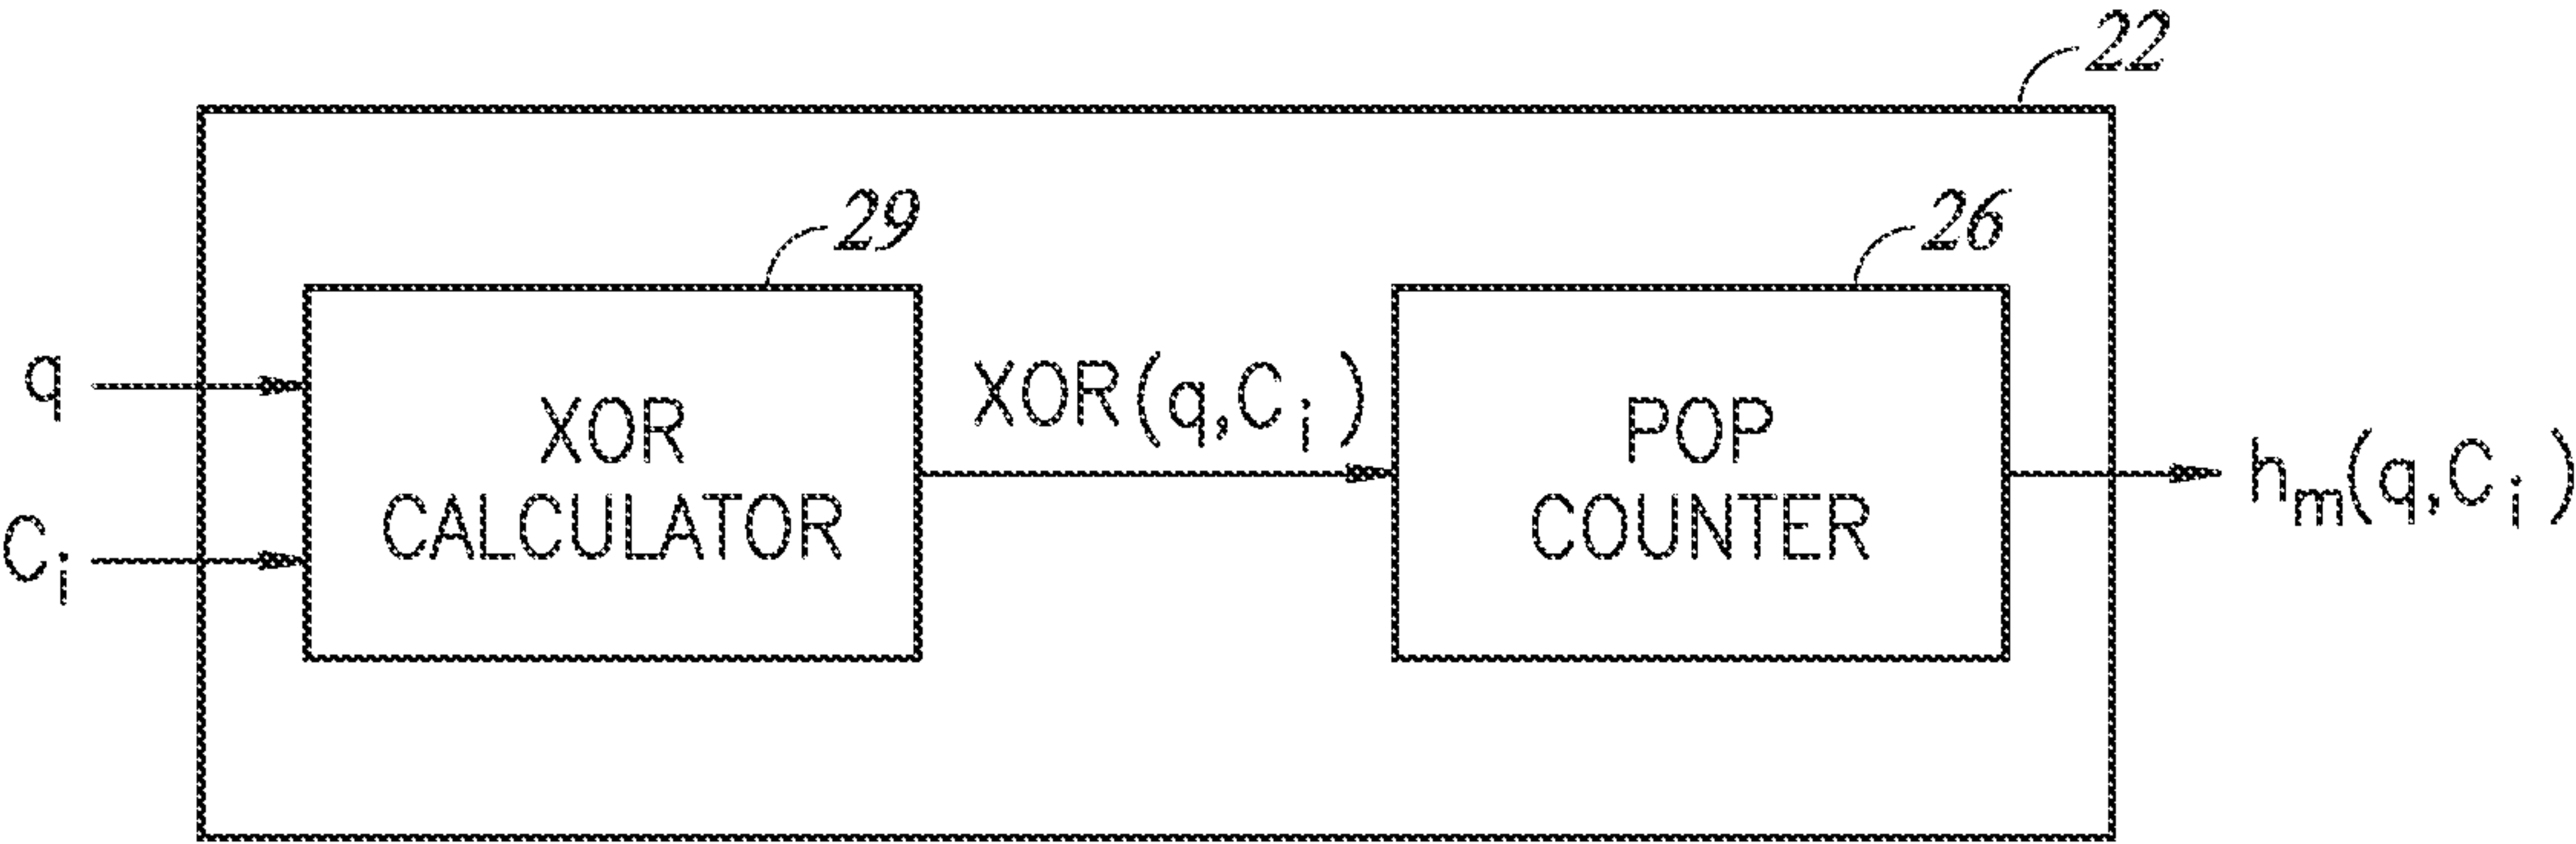 22
29
26
q
C_i
XOR
CALCULATOR
XOR(q,C_i)
POP
COUNTER
h_m(q,C_i)